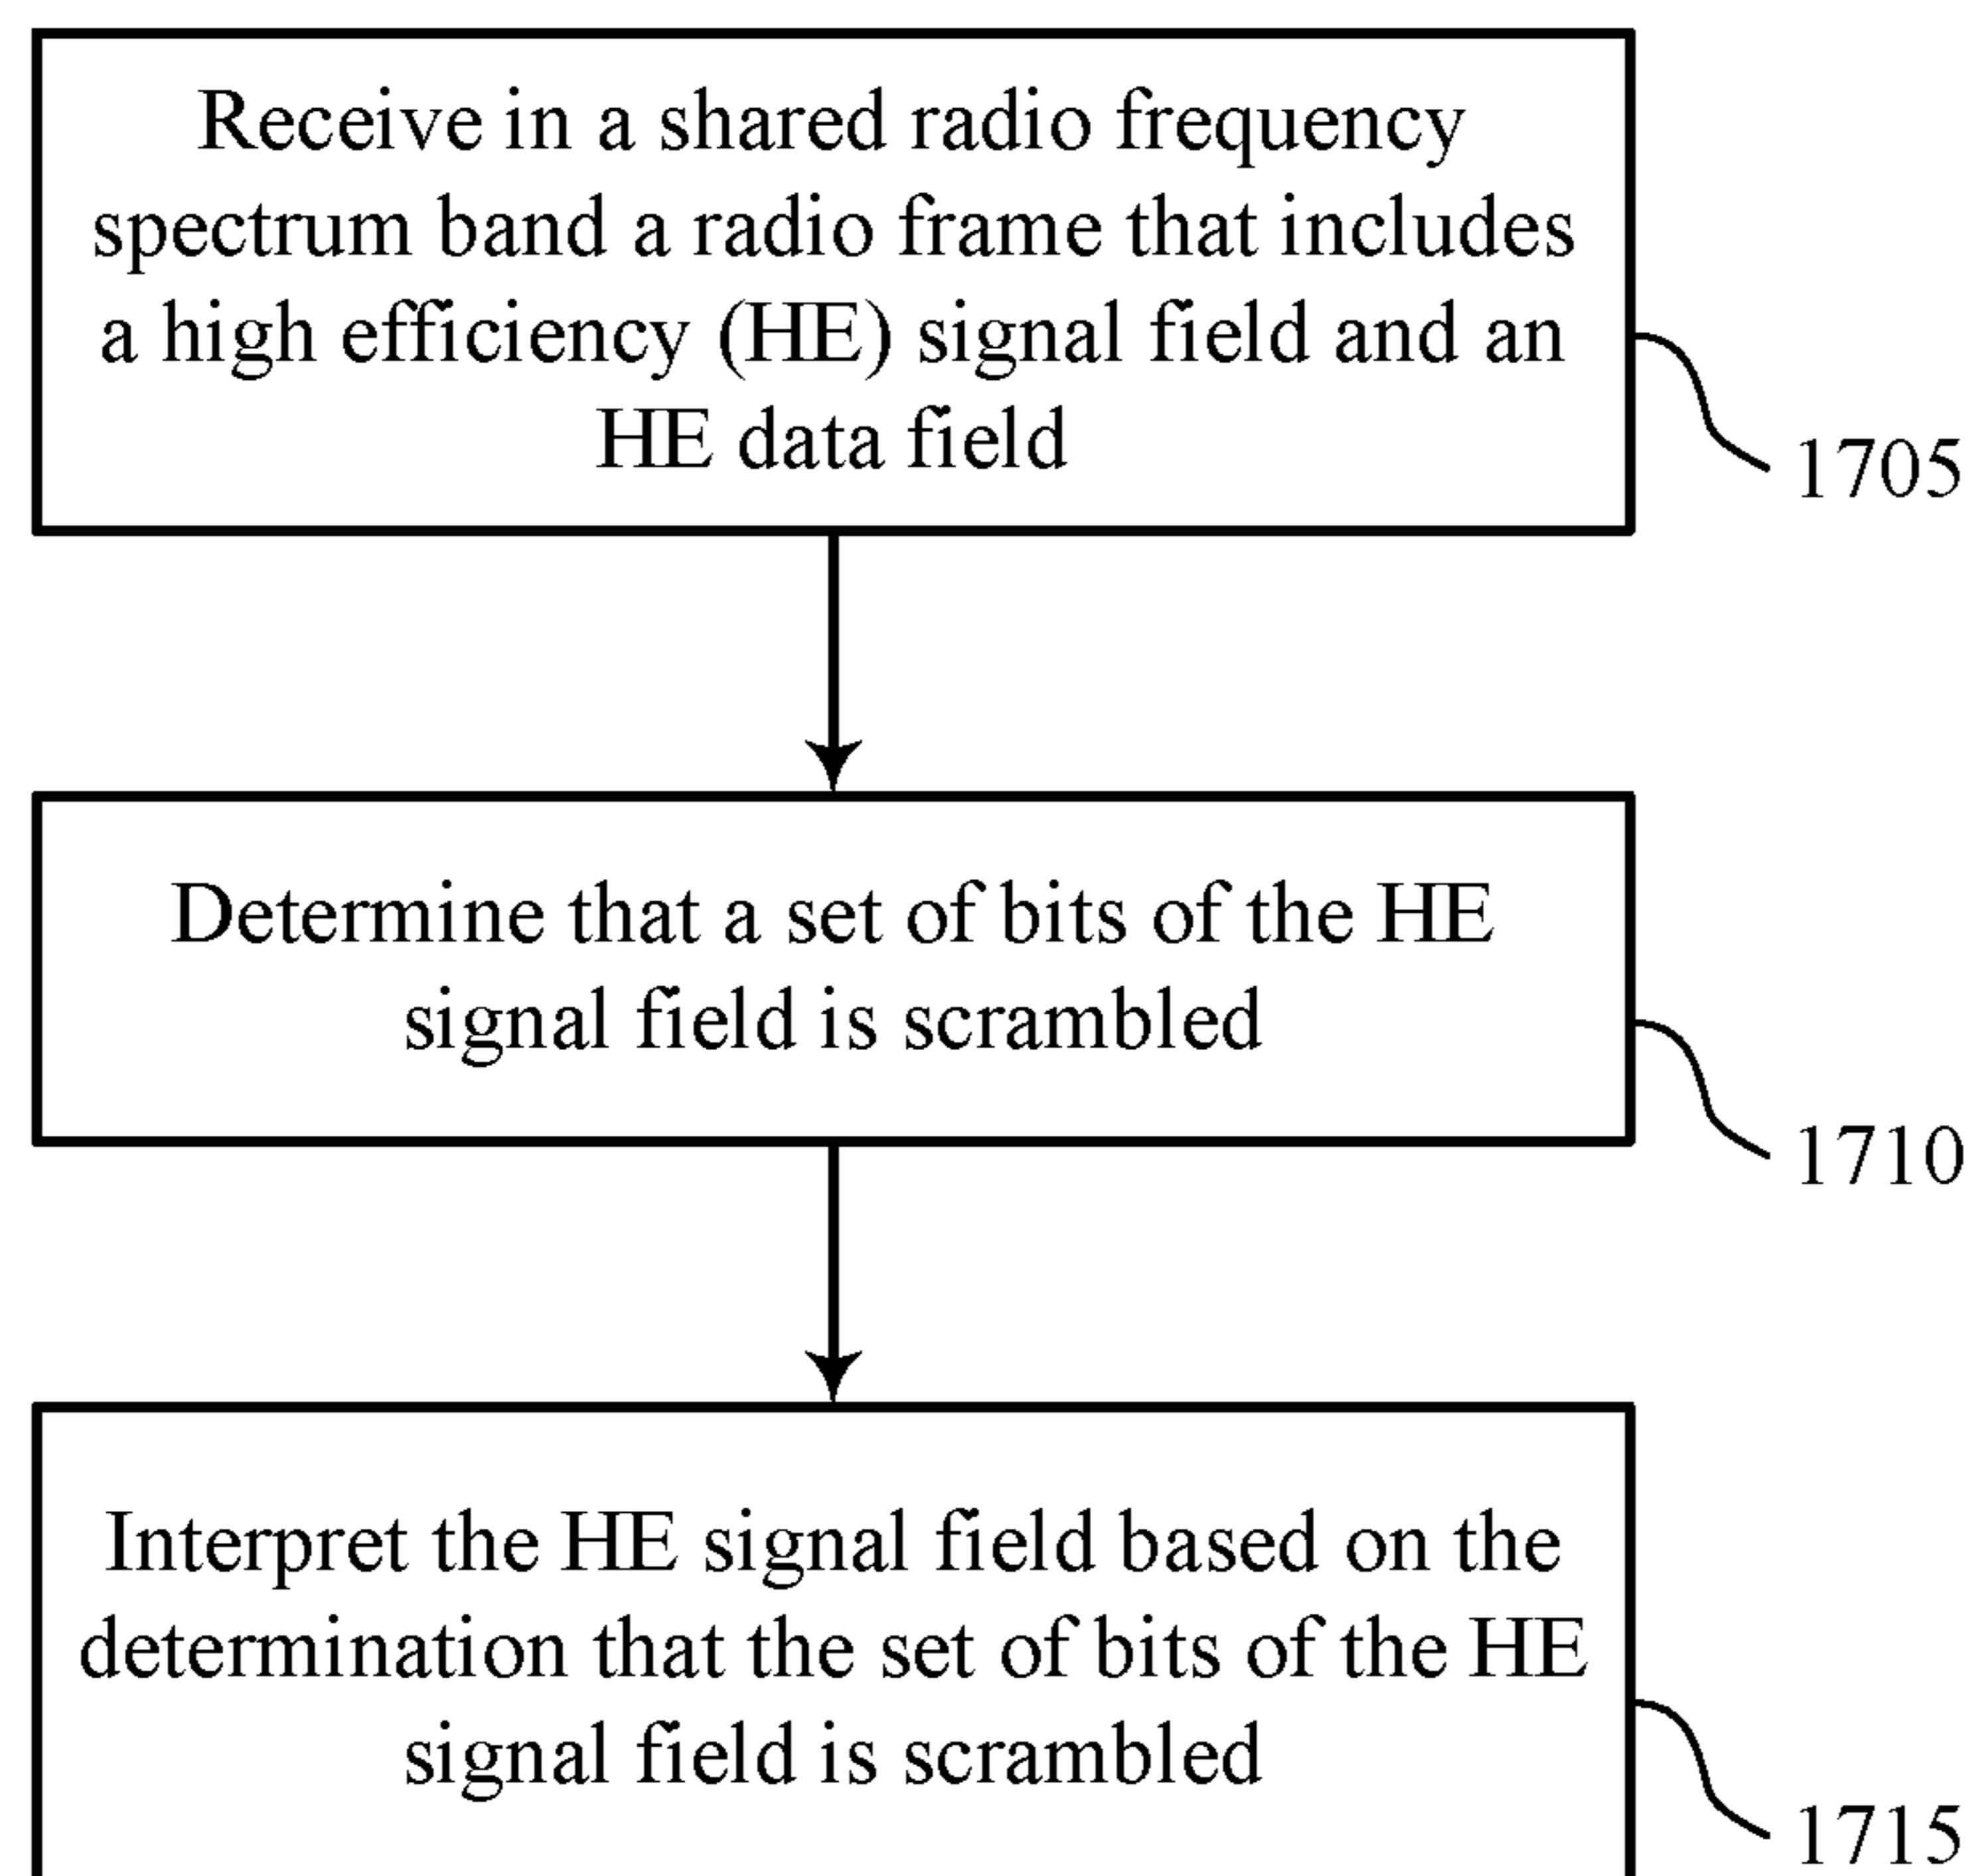 Receive in a shared radio frequency
spectrum band a radio frame that includes
a high efficiency (HE) signal field and an
HE data field
1705
Determine that a set of bits of the HE
signal field is scrambled
1710
Interpret the HE signal field based on the
determination that the set of bits of the HE
signal field is scrambled
1715